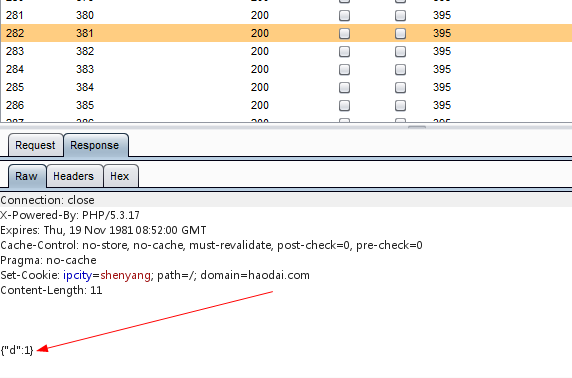 281 380 200 395
282 381 200 395
283 382 200 395
284 383 200 395
285 384 200 395
286 385 200 395
Request Response
Raw Headers Hex
Connection: close
X-Powered-By: PHP/5.3.17
Expires: Thu, 19 Nov 1981 08:52:00 GMT
Cache-Control: no-store, no-cache, must-revalidate, post-check=0, pre-check=0
Pragma: no-cache
Set-Cookie: ipcity=shenyang; path=/; domain=haodai.com
Content-Length: 11
{"d":1}